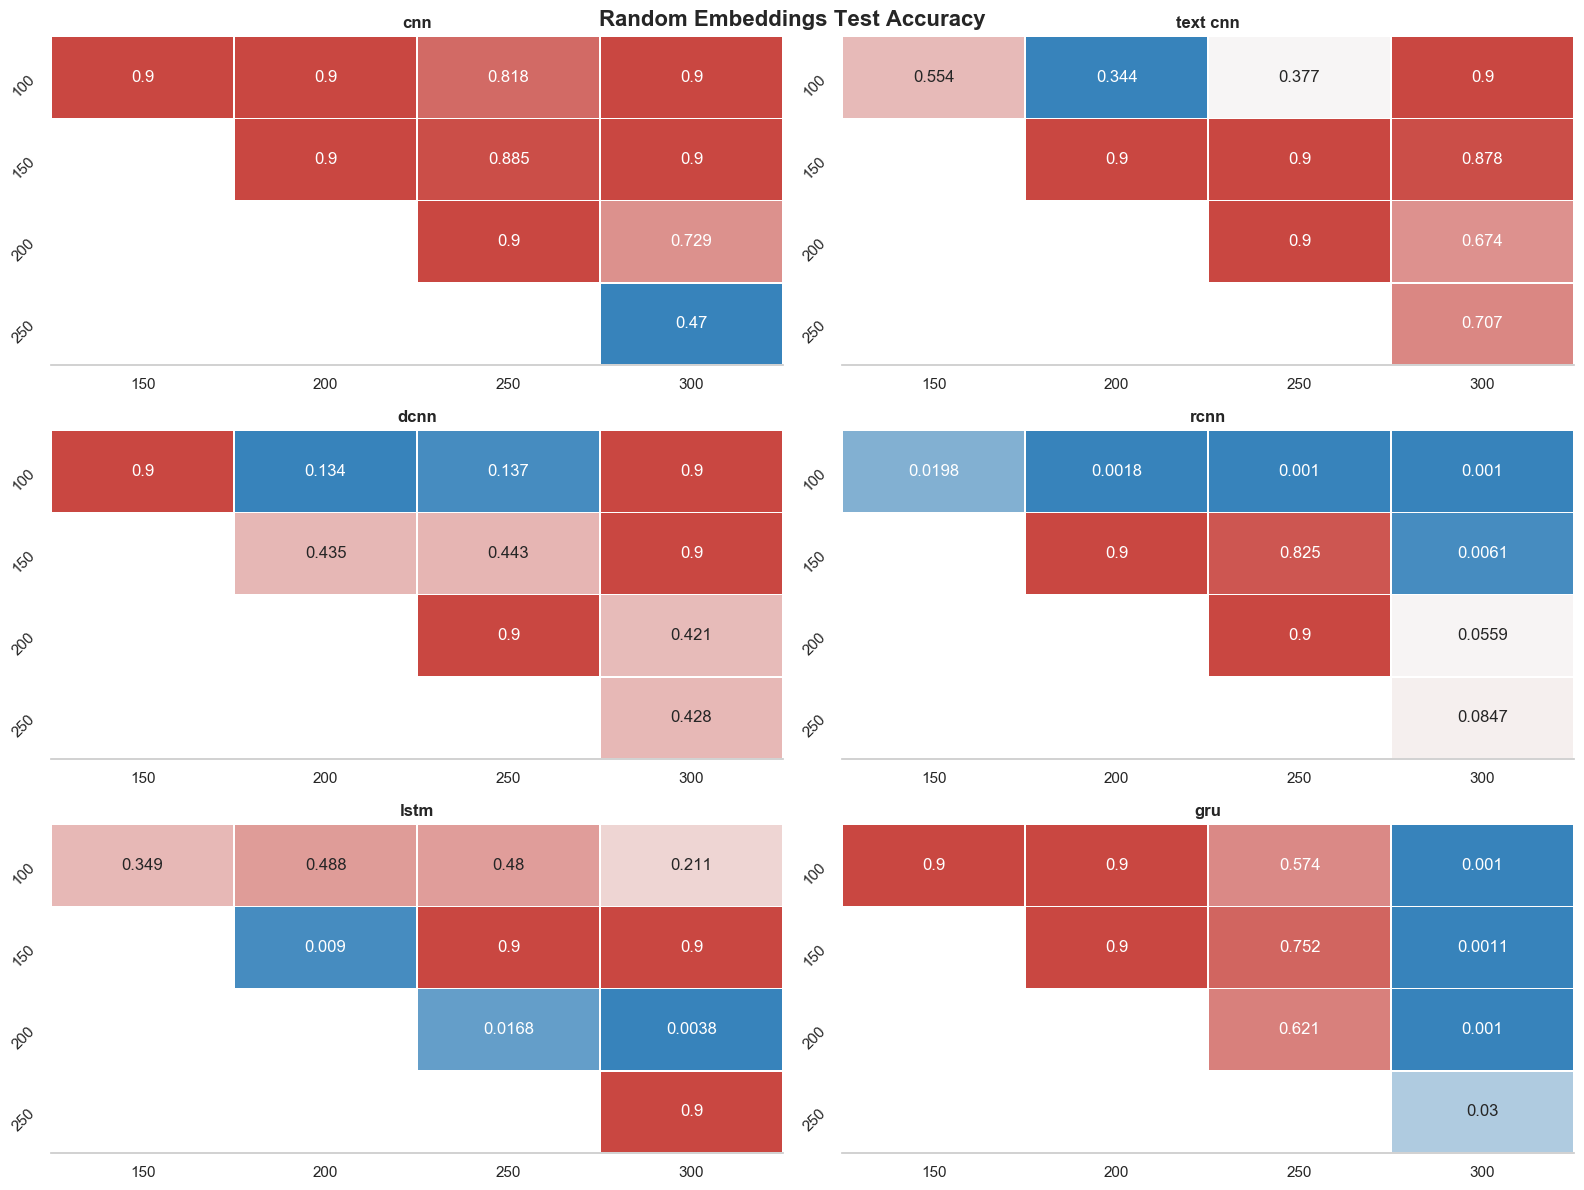 Random Embeddings Test Accuracy
cnn
100 0.9 0.9 0.818 0.9
150 0.9 0.885 0.9
200 0.9 0.729
250 0.47
150 200 250 300
text cnn
100 0.554 0.344 0.377 0.9
150 0.9 0.9 0.878
200 0.9 0.674
250 0.707
150 200 250 300
dcnn
100 0.9 0.134 0.137 0.9
150 0.435 0.443 0.9
200 0.9 0.421
250 0.428
150 200 250 300
rcnn
100 0.0198 0.0018 0.001 0.001
150 0.9 0.825 0.0061
200 0.9 0.0559
250 0.0847
150 200 250 300
lstm
100 0.349 0.488 0.48 0.211
150 0.009 0.9 0.9
200 0.0168 0.0038
250 0.9
150 200 250 300
gru
100 0.9 0.9 0.574 0.001
150 0.9 0.752 0.0011
200 0.621 0.001
250 0.03
150 200 250 300